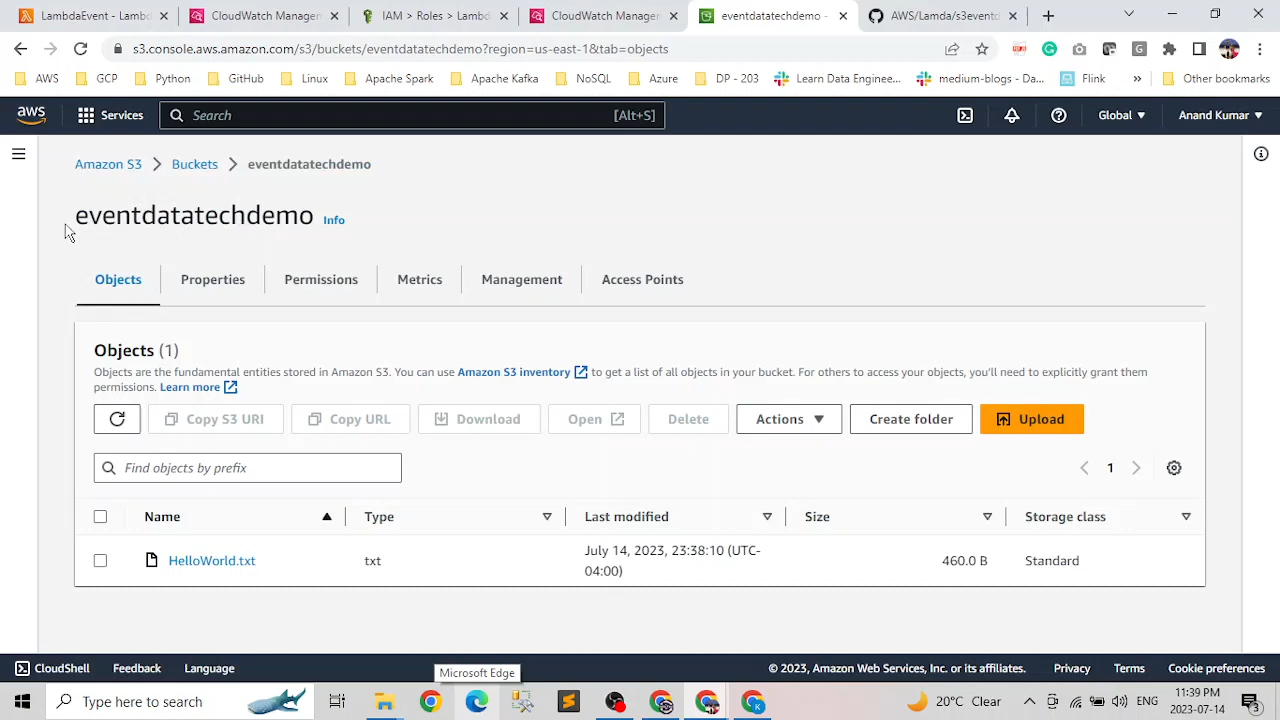 LambdaEvent - Lamb
CloudWatch Manager
IAM > Roles > Lambd
CloudWatch Manager
eventdatatechdemo -
AWS/Lamda/s3eventd
s3.console.aws.amazon.com/s3/buckets/eventdatatechdemo?region=us-east-1&tab=objects
AWS
GCP
Python
GitHub
Linux
Apache Spark
Apache Kafka
NoSQL
Azure
DP - 203
Learn Data Enginee...
medium-blogs - Da...
Flink
»
Other bookmarks
aws
Services
Search
[Alt+S]
Global
Anand Kumar
Amazon S3
Buckets
eventdatatechdemo
eventdatatechdemo Info
Objects
Properties
Permissions
Metrics
Management
Access Points
Objects (1)
Objects are the fundamental entities stored in Amazon S3. You can use Amazon S3 inventory to get a list of all objects in your bucket. For others to access your objects, you'll need to explicitly grant them
permissions. Learn more
Copy S3 URI
Copy URL
Download
Open
Delete
Actions
Create folder
Upload
Find objects by prefix
1
Name
Type
Last modified
Size
Storage class
HelloWorld.txt
txt
July 14, 2023, 23:38:10 (UTC-
04:00)
460.0 B
Standard
CloudShell
Feedback
Language
© 2023, Amazon Web Services, Inc. or its affiliates.
Privacy
Terms
Cookie preferences
Microsoft Edge
Type here to search
20°C Clear
ENG
11:39 PM
2023-07-14
3